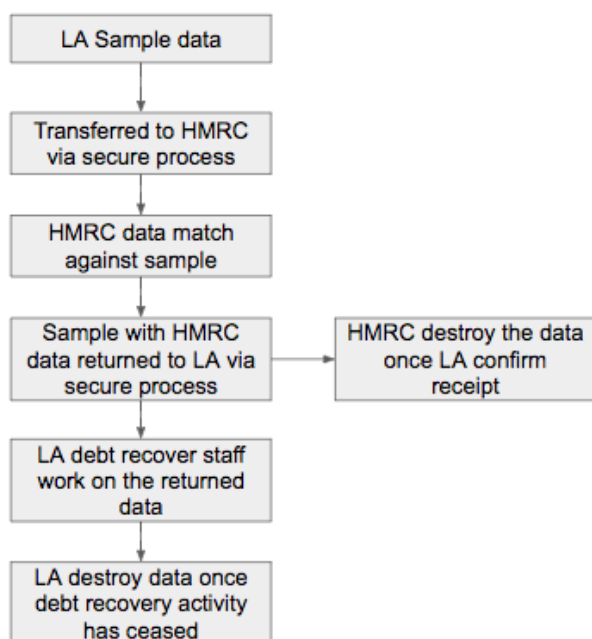 LA Sample data
Transferred to HMRC
via secure process
HMRC data match
against sample
Sample with HMRC
data returned to LA via
secure process
HMRC destroy the data
once LA confirm
receipt
LA debt recover staff
work on the returned
data
LA destroy data once
debt recovery activity
has ceased